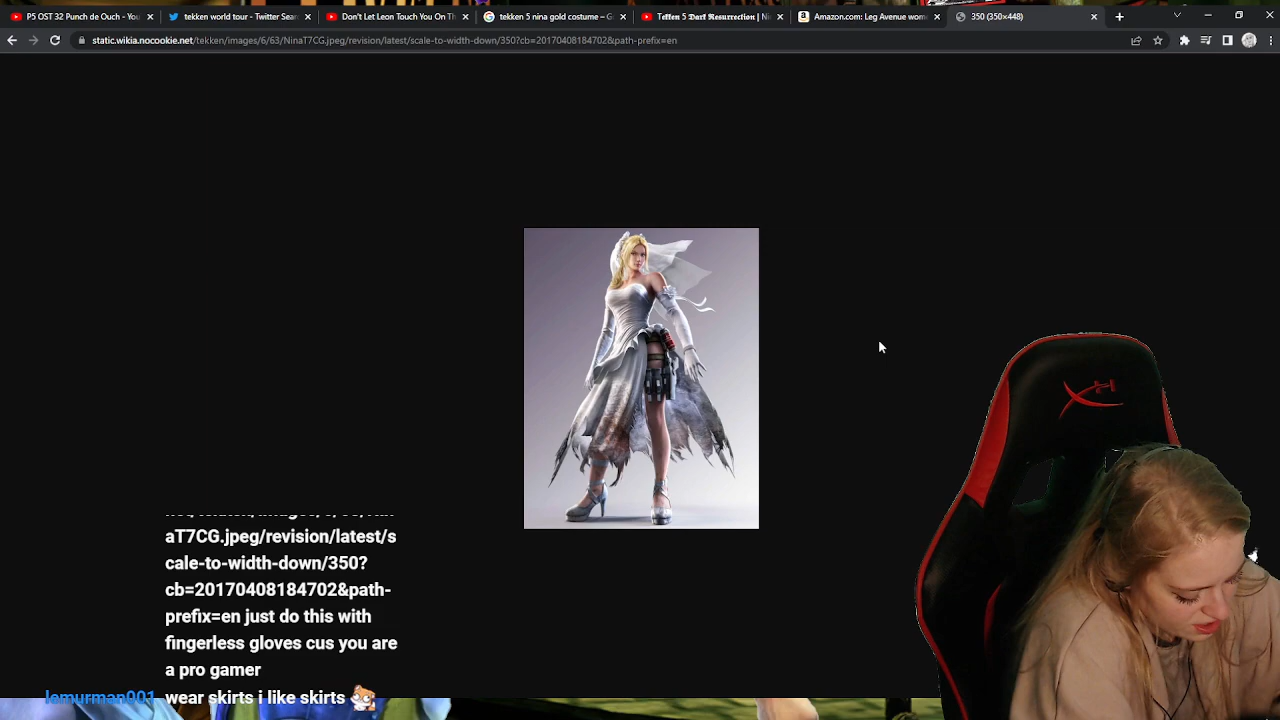 P5 OST 32 Punch de Ouch - You
tekken world tour - Twitter Sear
Don't Let Leon Touch You On Th
tekken 5 nina gold costume – Go
Tekken 5 Dark Resurrection | Ni
Amazon.com: Leg Avenue wom
350 (350×448)
static.wikia.nocookie.net/tekken/images/6/63/NinaT7CG.jpeg/revision/latest/scale-to-width-down/350?cb=20170408184702&path-prefix=en
aT7CG.jpeg/revision/latest/s
cale-to-width-down/350?
cb=20170408184702&path-
prefix=en just do this with
fingerless gloves cus you are
a pro gamer
lemurman001 wear skirts i like skirts